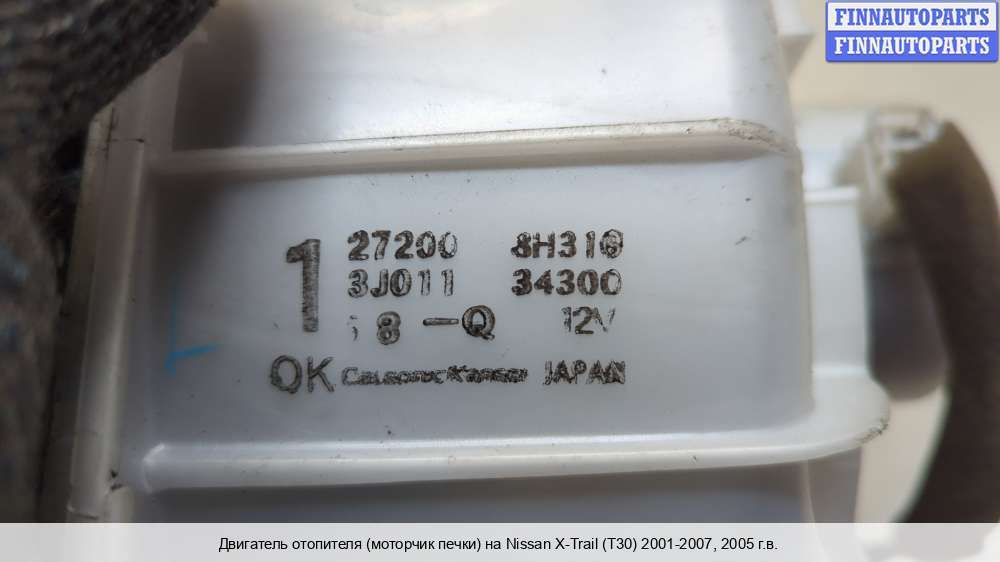 FINNAUTOPARTS
FINNAUTOPARTS
1 27200 8H310
3J011 34300
8 -Q 12V
OK CalsonicKansei JAPAN
Двигатель отопителя (моторчик печки) на Nissan X-Trail (T30) 2001-2007, 2005 г.в.